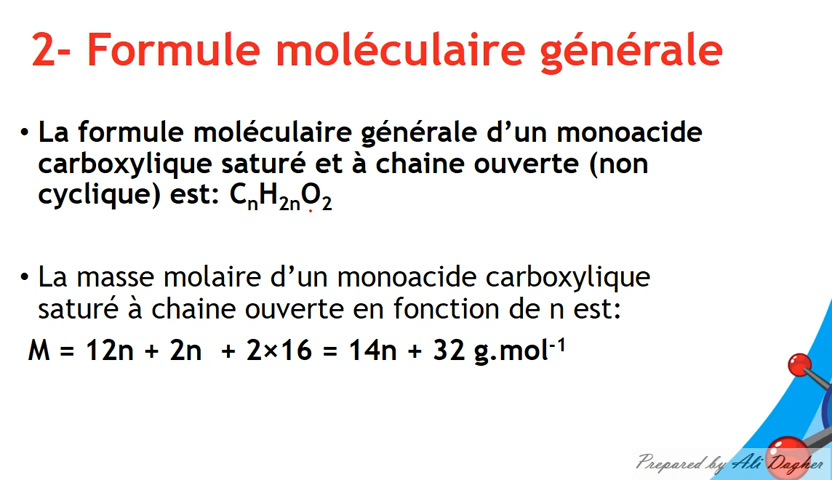 2- Formule moléculaire générale
• La formule moléculaire générale d’un monoacide
carboxylique saturé et à chaine ouverte (non
cyclique) est: CₙH₂ₙO₂
• La masse molaire d’un monoacide carboxylique
saturé à chaine ouverte en fonction de n est:
M = 12n + 2n + 2×16 = 14n + 32 g.mol⁻¹
Prepared by Ali Dagher